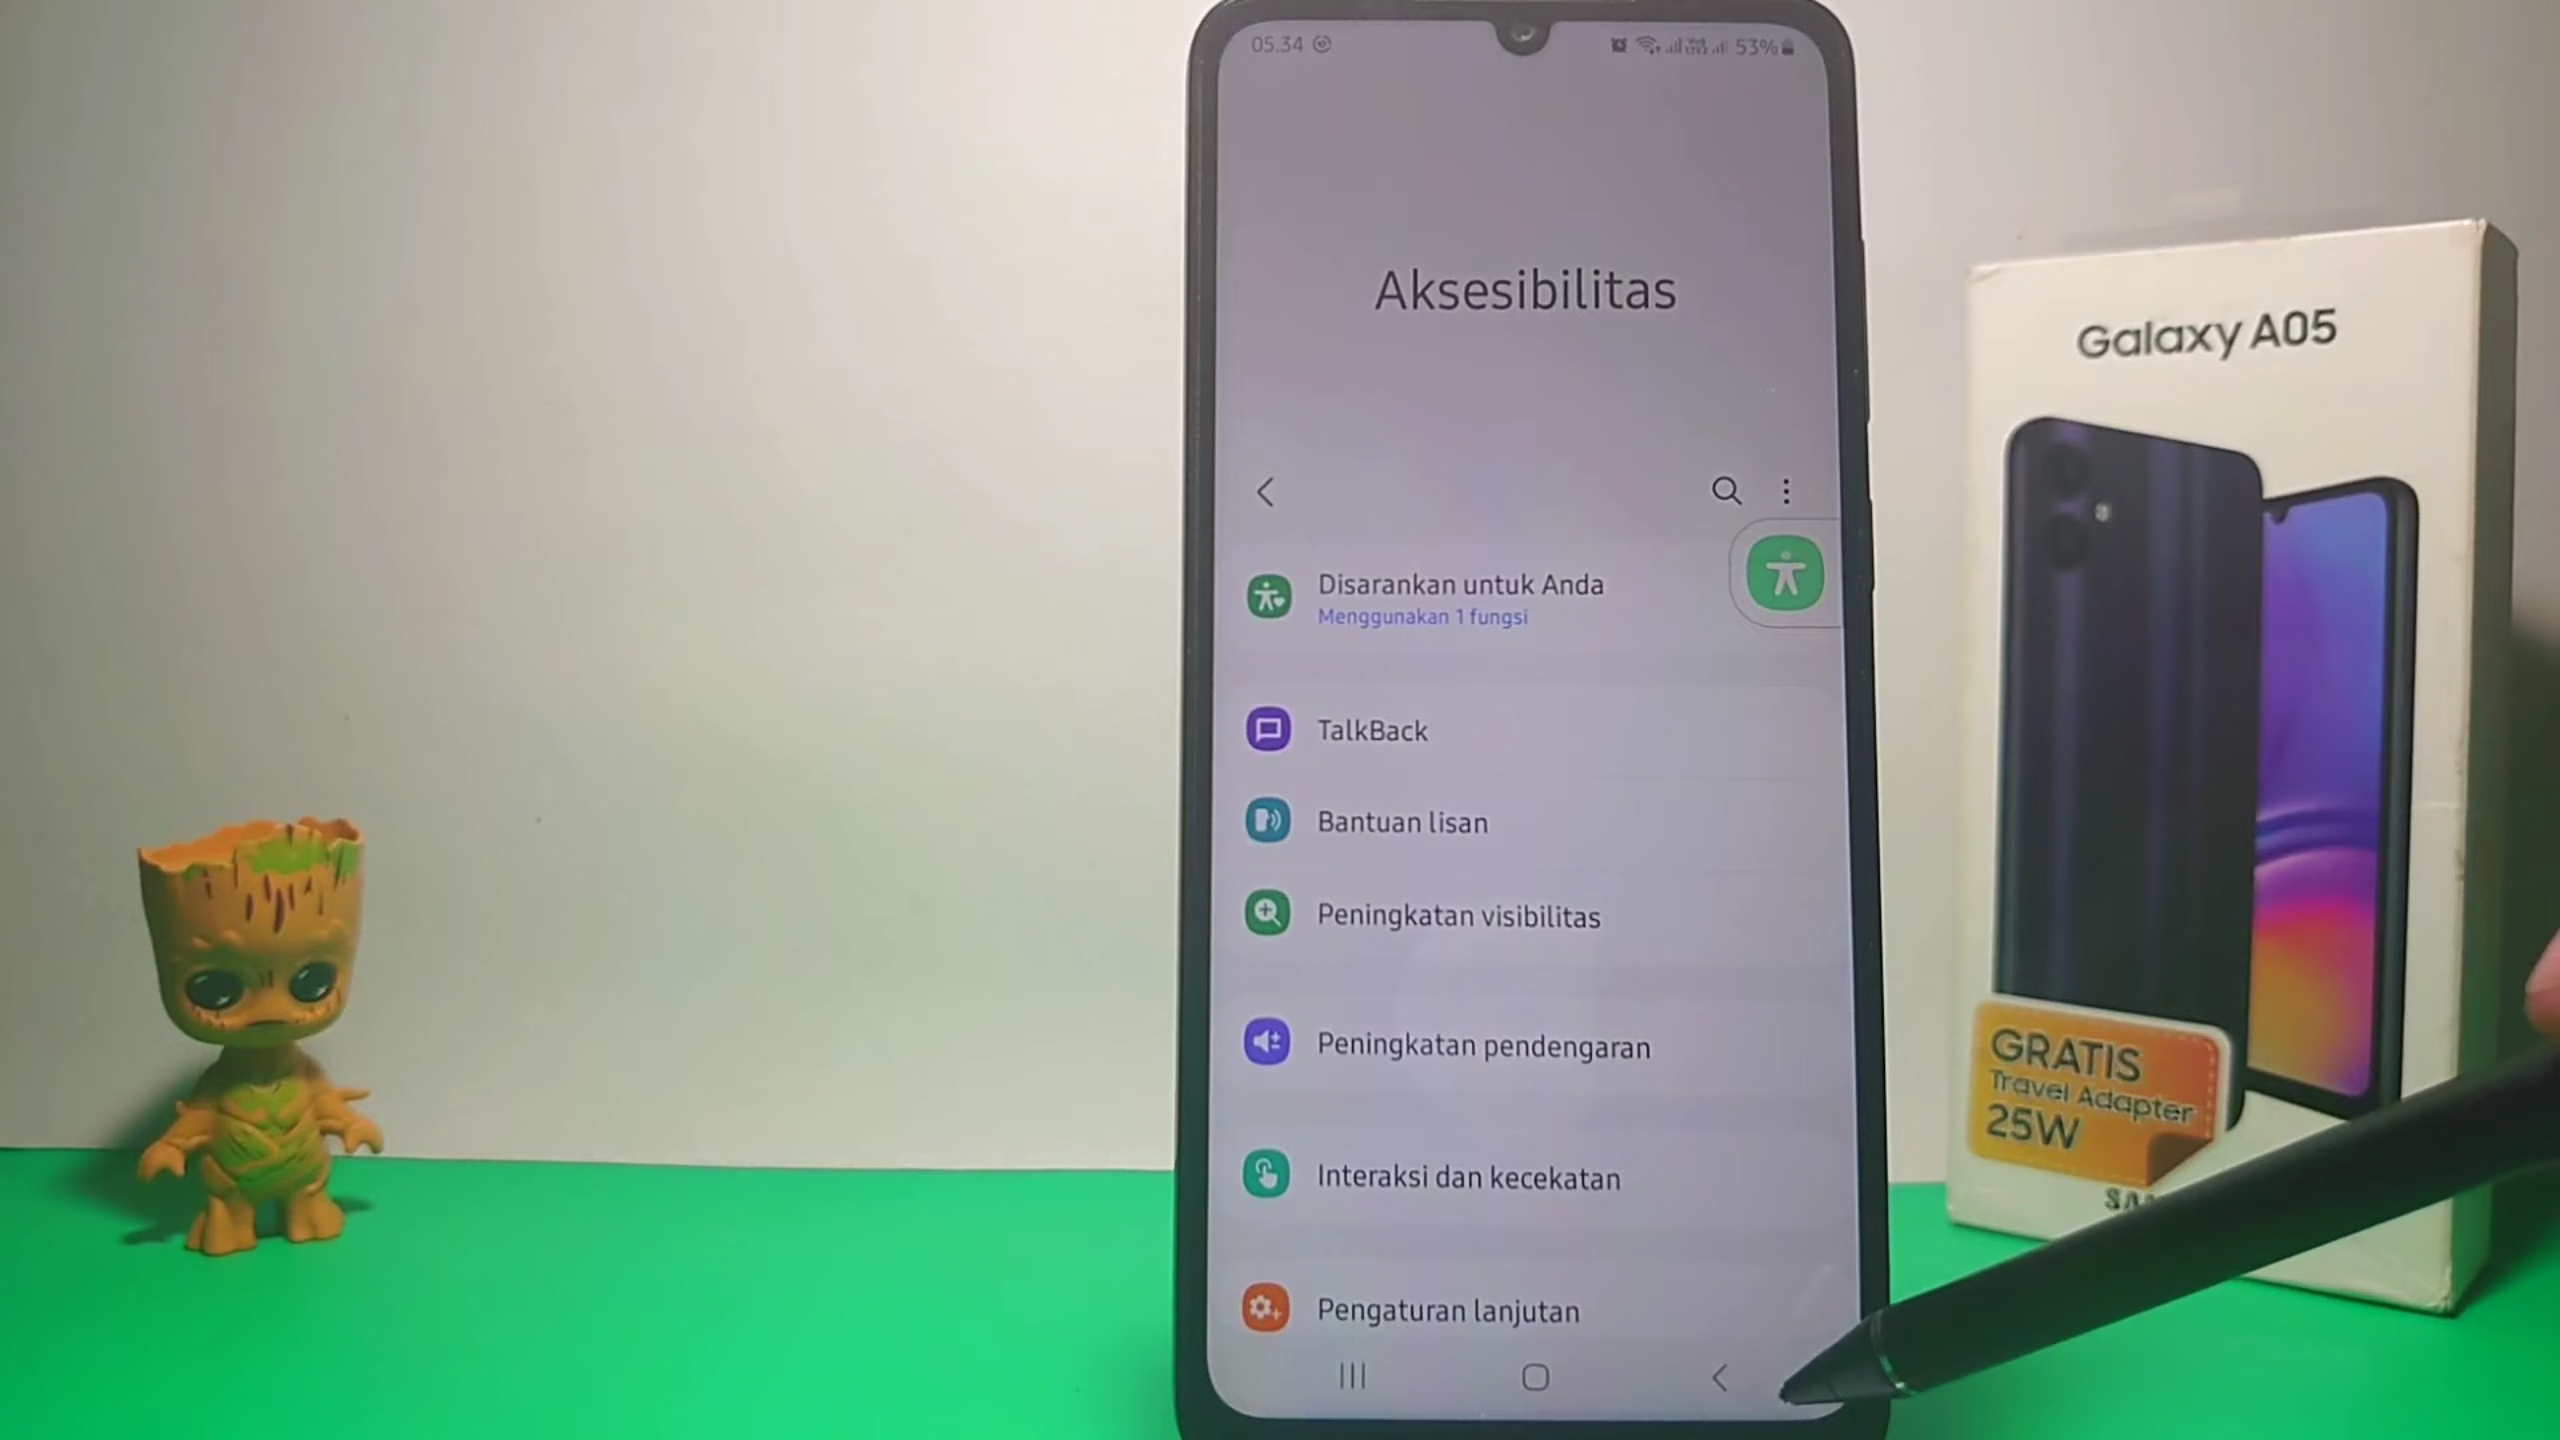 05.34
53%
Aksesibilitas
Disarankan untuk Anda
Menggunakan 1 fungsi
TalkBack
Bantuan lisan
Peningkatan visibilitas
Peningkatan pendengaran
Interaksi dan kecekatan
Pengaturan lanjutan
Galaxy A05
GRATIS
Travel Adapter
25W